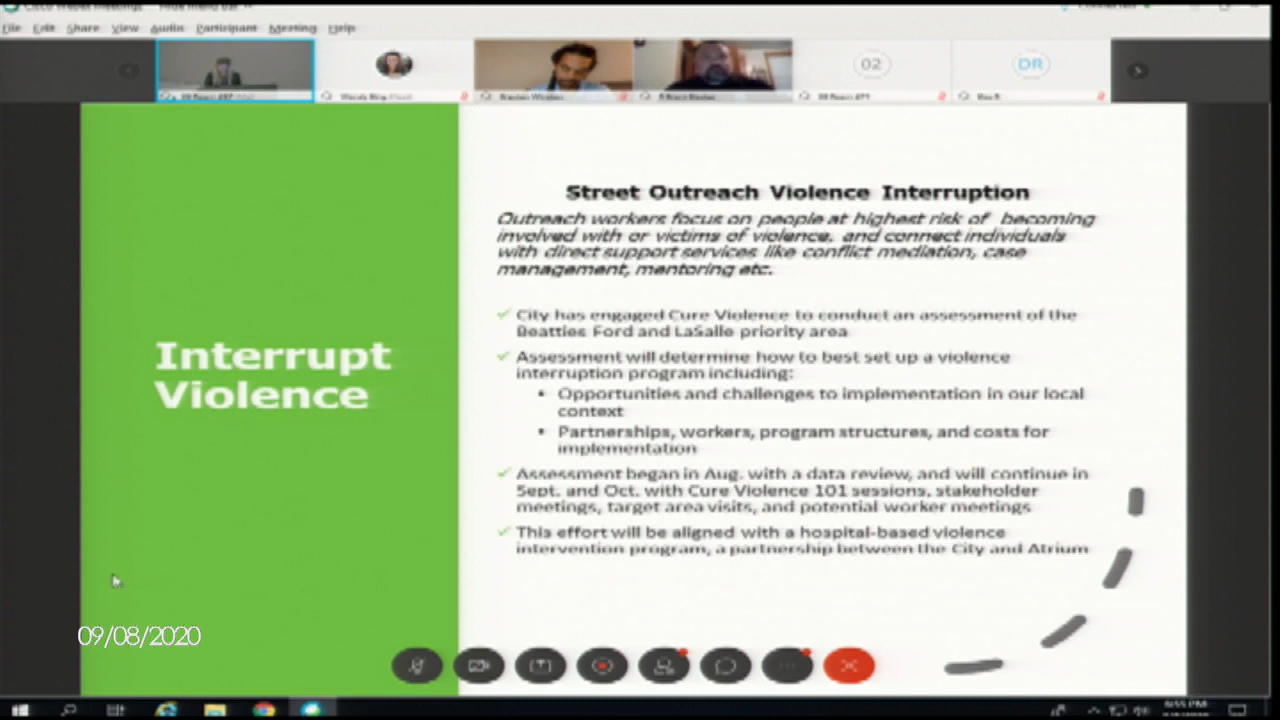 Cisco Webex Meetings
File Edit Share View Audio Participant Meeting Help
02
DR
Street Outreach Violence Interruption
Outreach workers focus on people at highest risk of becoming
involved with or victims of violence, and connect individuals
with direct support services like conflict mediation, case
management, mentoring etc.
Interrupt
Violence
✓ City has engaged Cure Violence to conduct an assessment of the
Beatties Ford and LaSalle priority area
✓ Assessment will determine how to best set up a violence
interruption program including:
• Opportunities and challenges to implementation in our local
context
• Partnerships, workers, program structures, and costs for
implementation
✓ Assessment began in Aug. with a data review, and will continue in
Sept. and Oct. with Cure Violence 101 sessions, stakeholder
meetings, target area visits, and potential worker meetings
✓ This effort will be aligned with a hospital-based violence
intervention program, a partnership between the City and Atrium
09/08/2020